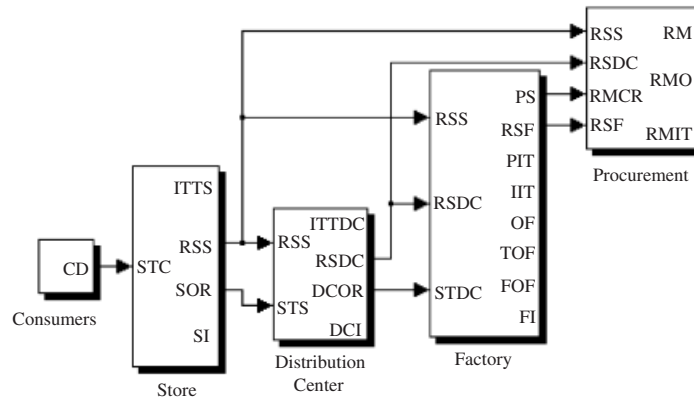 CD
Consumers
STC
ITTS
RSS
SOR
SI
Store
RSS
STS
ITTDC
RSDC
DCOR
DCI
Distribution
Center
RSS
RSDC
STDC
PS
RSF
PIT
IIT
OF
TOF
FOF
FI
Factory
RSS
RSDC
RMCR
RSF
RM
RMO
RMIT
Procurement